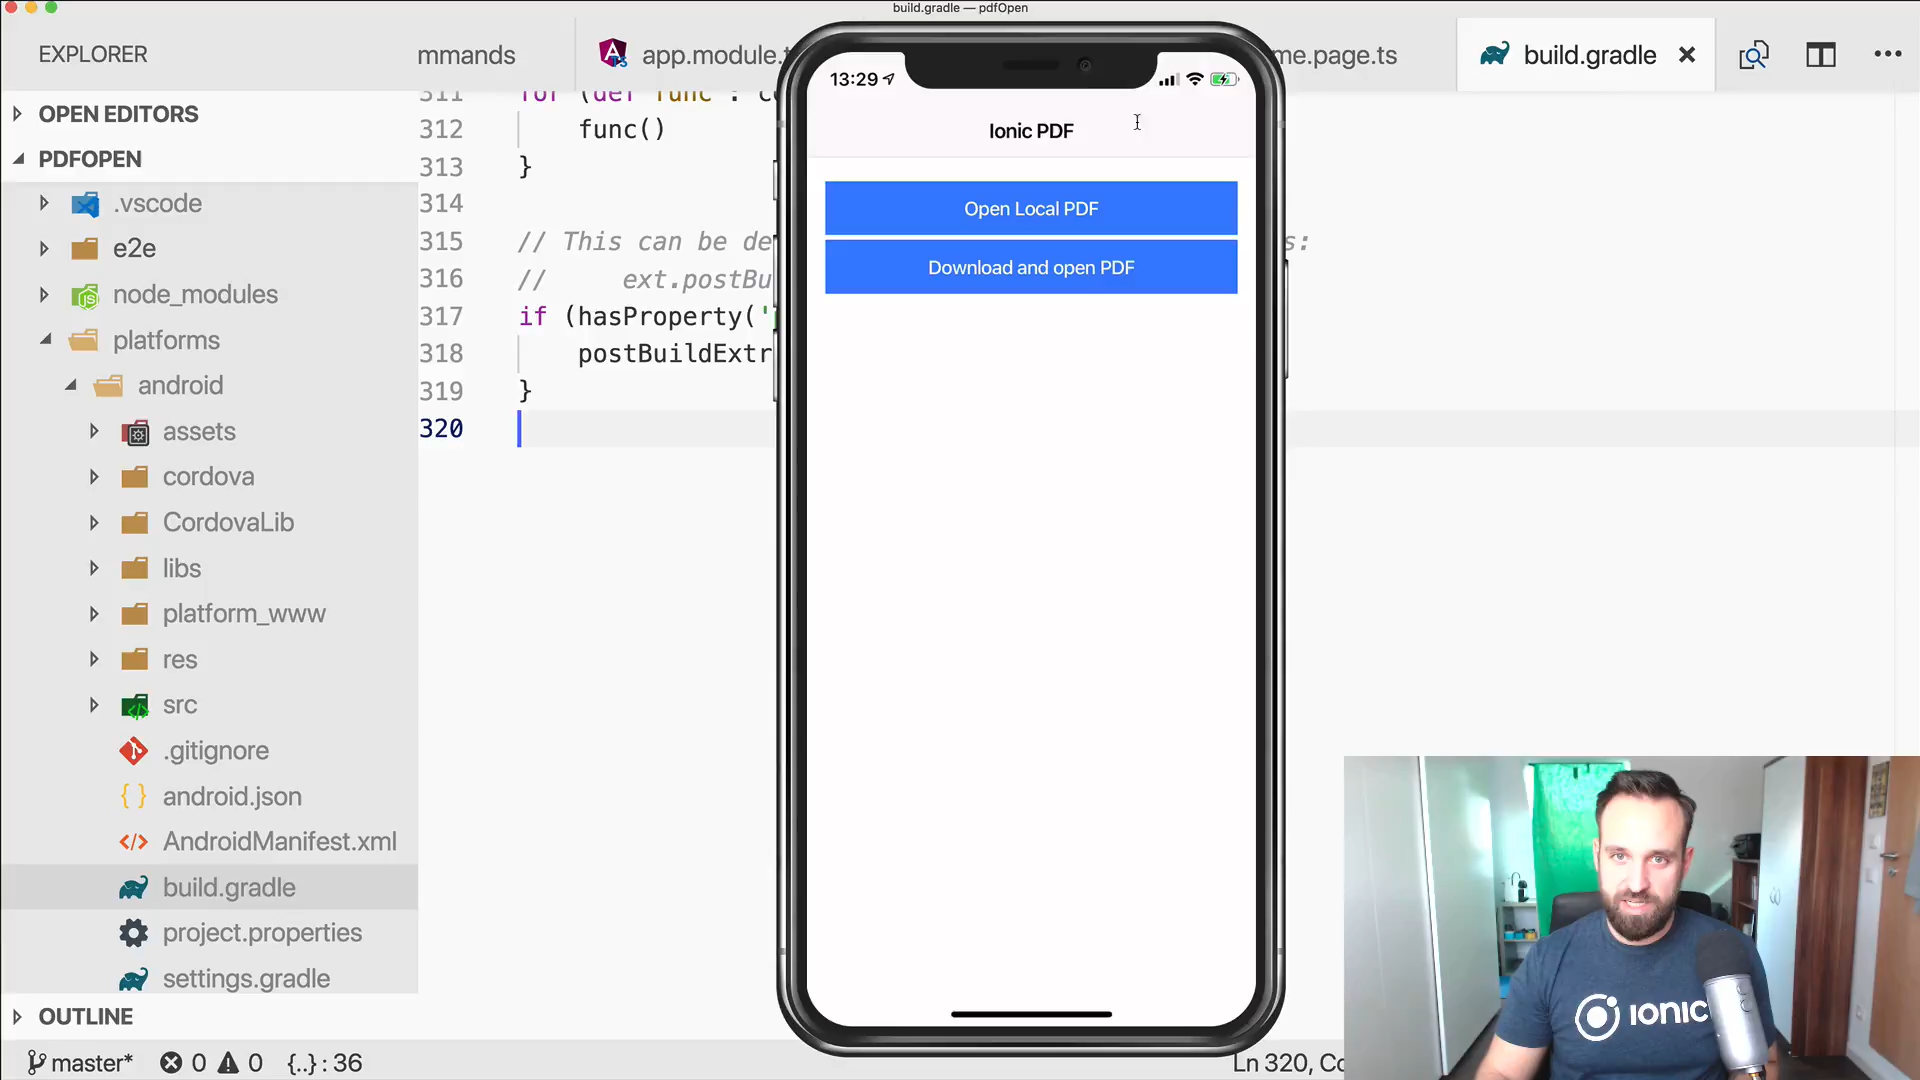 build.gradle — pdfOpen
EXPLORER
mmands
app.module.t
me.page.ts
build.gradle
OPEN EDITORS
PDFOPEN
.vscode
e2e
node_modules
platforms
android
assets
cordova
CordovaLib
libs
platform_www
res
src
.gitignore
android.json
AndroidManifest.xml
build.gradle
project.properties
settings.gradle
OUTLINE
311 for (def func : c
312 func()
313 }
314
315 // This can be de s:
316 // ext.postBu
317 if (hasProperty('
318 postBuildExtr
319 }
320
13:29
Ionic PDF
Open Local PDF
Download and open PDF
IONIC
master* 0 0 {..} : 36
Ln 320, Co